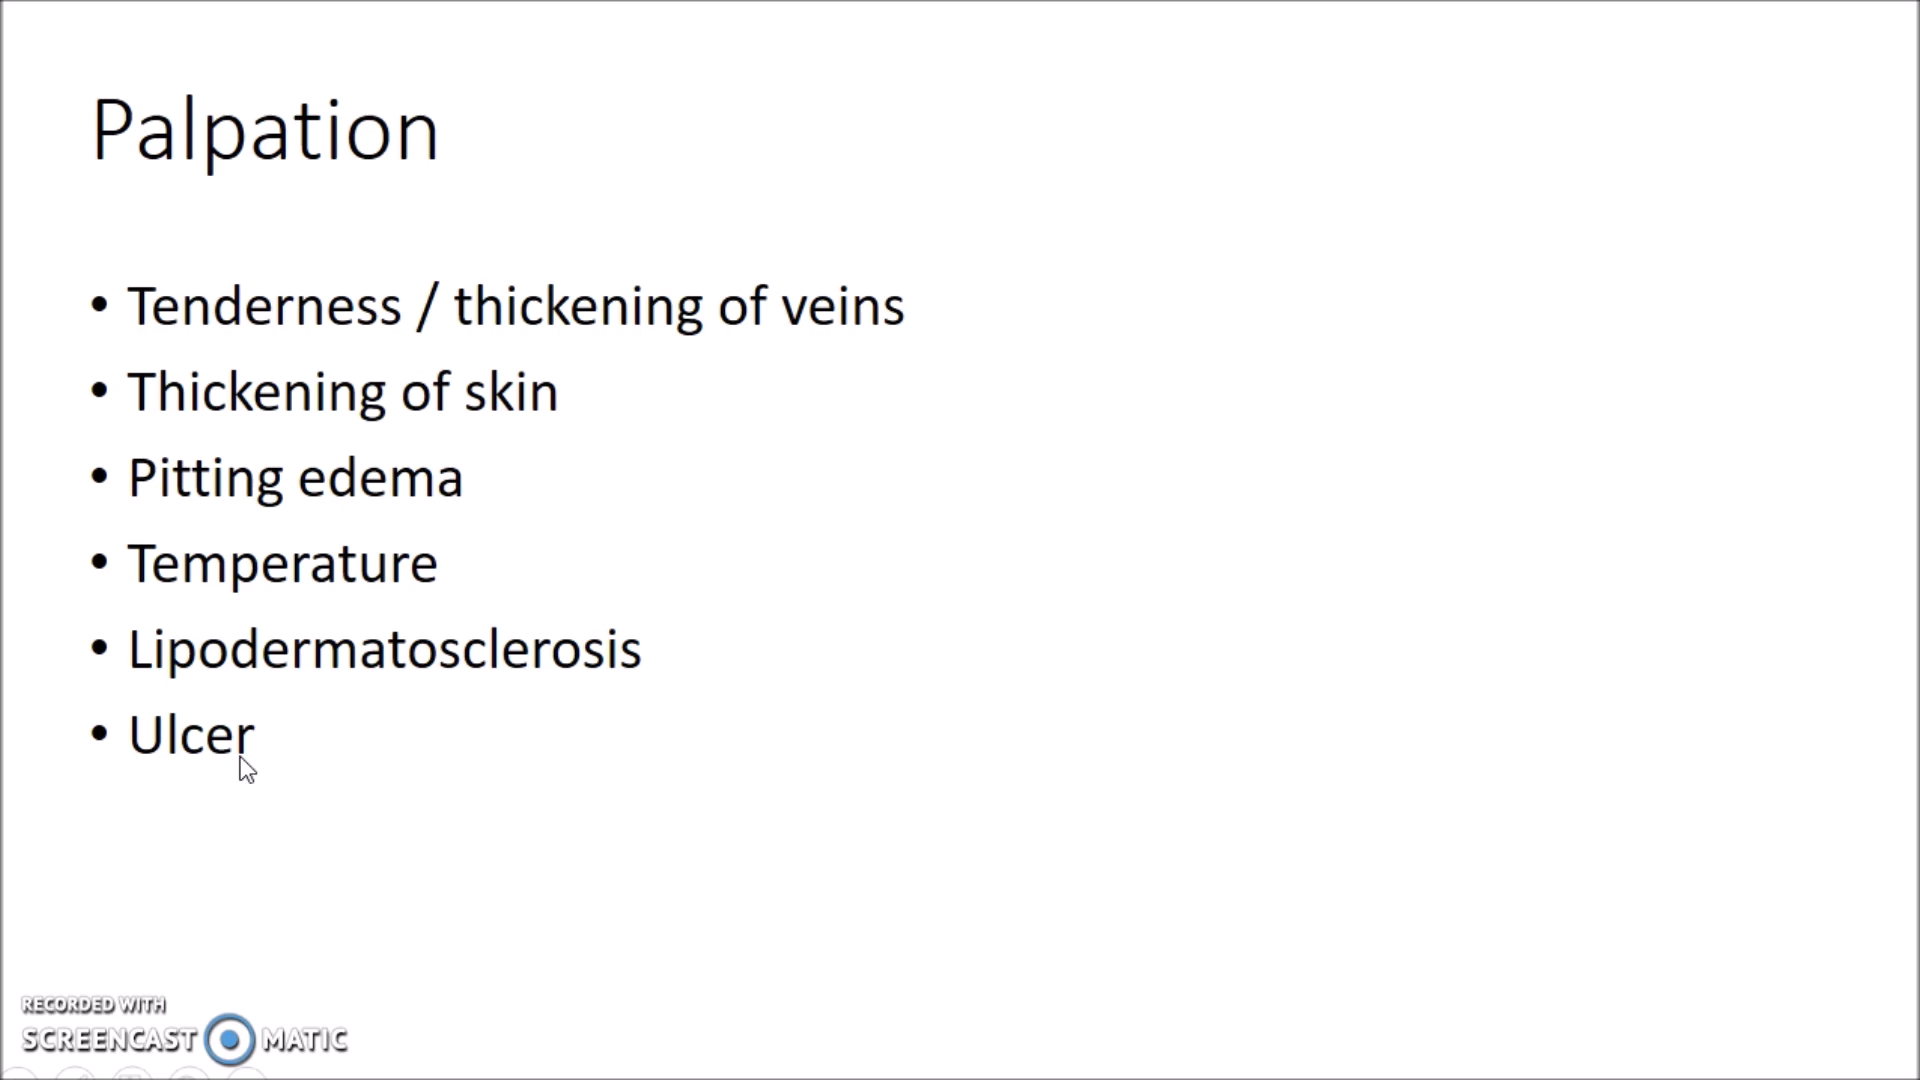 Palpation
• Tenderness / thickening of veins
• Thickening of skin
• Pitting edema
• Temperature
• Lipodermatosclerosis
• Ulcer
RECORDED WITH
SCREENCAST MATIC